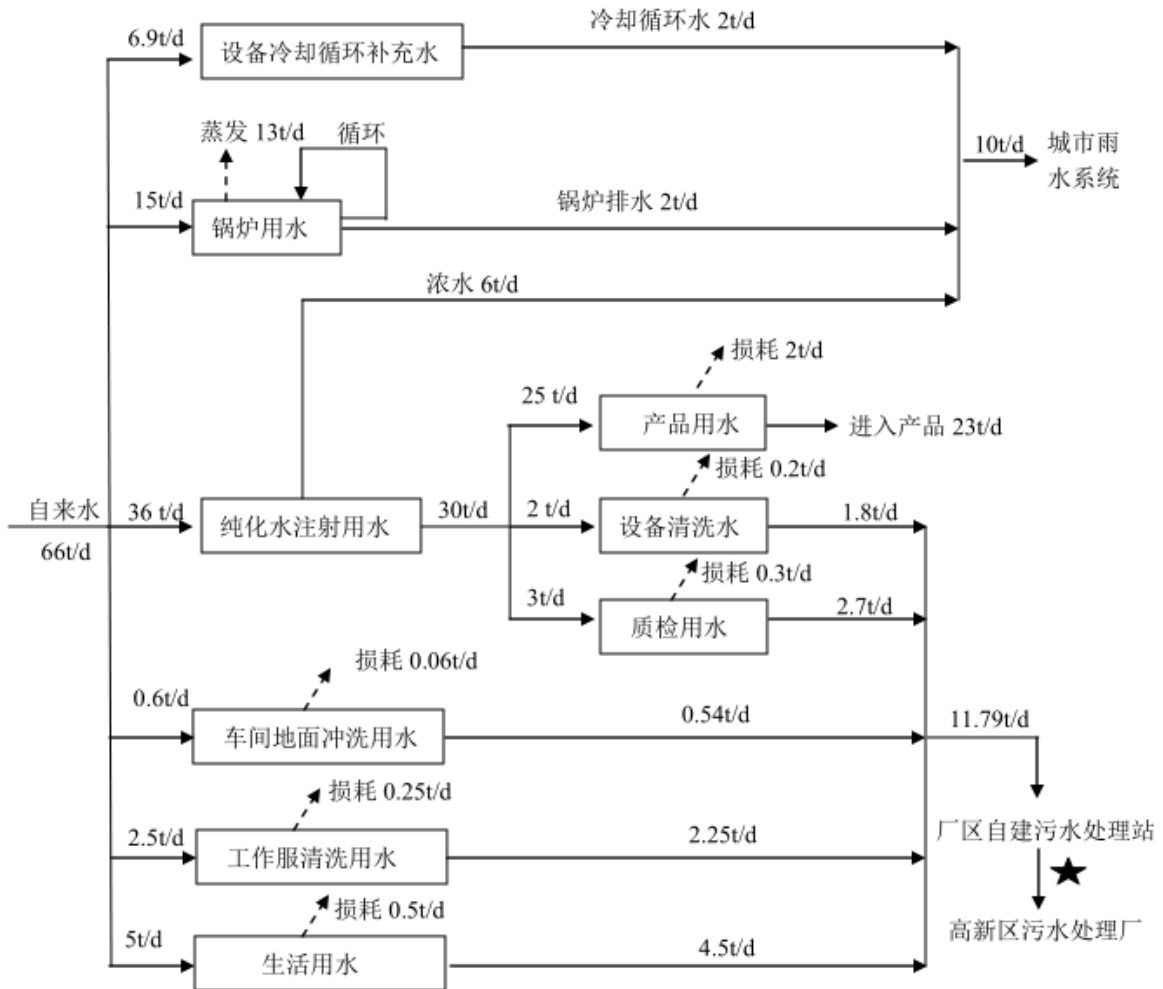 冷却循环水 2t/d
6.9t/d
设备冷却循环补充水
蒸发 13t/d
循环
10t/d
城市雨
水系统
15t/d
锅炉用水
锅炉排水 2t/d
浓水 6t/d
损耗 2t/d
25 t/d
产品用水
进入产品 23t/d
损耗 0.2t/d
自来水
66t/d
36 t/d
纯化水注射用水
30t/d
2 t/d
设备清洗水
1.8t/d
损耗 0.3t/d
3t/d
质检用水
2.7t/d
损耗 0.06t/d
0.6t/d
车间地面冲洗用水
0.54t/d
11.79t/d
损耗 0.25t/d
2.5t/d
工作服清洗用水
2.25t/d
厂区自建污水处理站
损耗 0.5t/d
高新区污水处理厂
5t/d
生活用水
4.5t/d